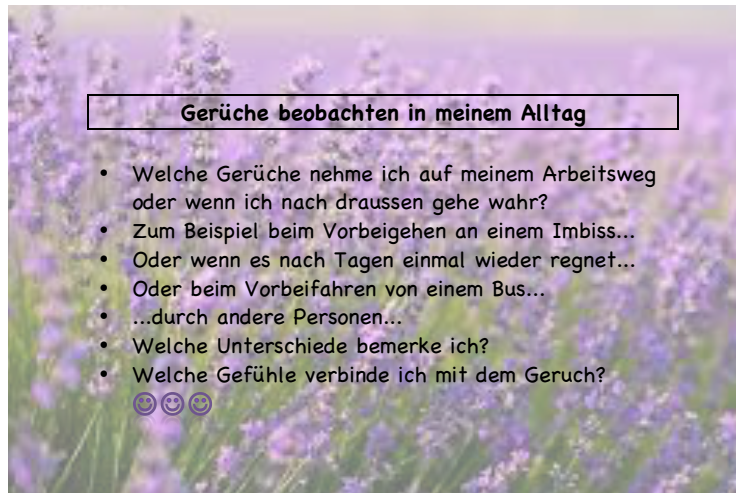 Gerüche beobachten in meinem Alltag
• Welche Gerüche nehme ich auf meinem Arbeitsweg
oder wenn ich nach draussen gehe wahr?
• Zum Beispiel beim Vorbeigehen an einem Imbiss...
• Oder wenn es nach Tagen einmal wieder regnet...
• Oder beim Vorbeifahren von einem Bus...
• ...durch andere Personen...
• Welche Unterschiede bemerke ich?
• Welche Gefühle verbinde ich mit dem Geruch?
☺☺☺